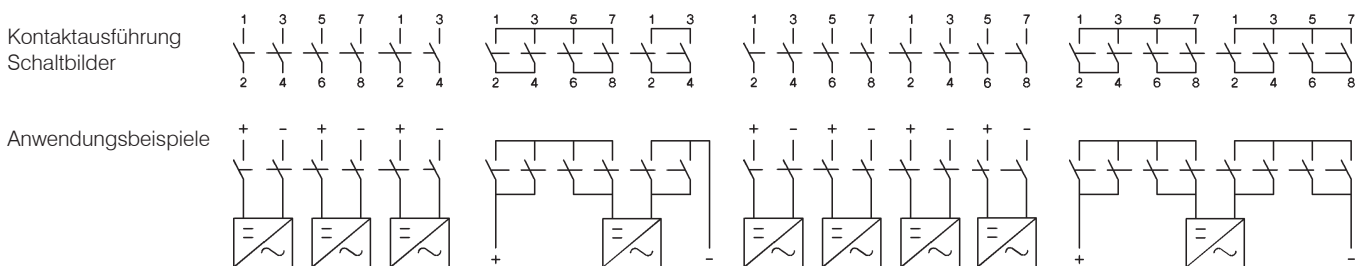 1 3 5 7 1 3 1 3 5 7 1 3 1 3 5 7 1 3 5 7 1 3 5 7 1 3 5 7
Kontaktausführung
Schaltbilder
2 4 6 8 2 4 2 4 6 8 2 4 2 4 6 8 2 4 6 8 2 4 6 8 2 4 6 8
Anwendungsbeispiele
+ − + − + − + − + − + − + −
= ~ = ~ = ~ = ~ = ~ = ~ = ~ = ~ = ~
+ − + −